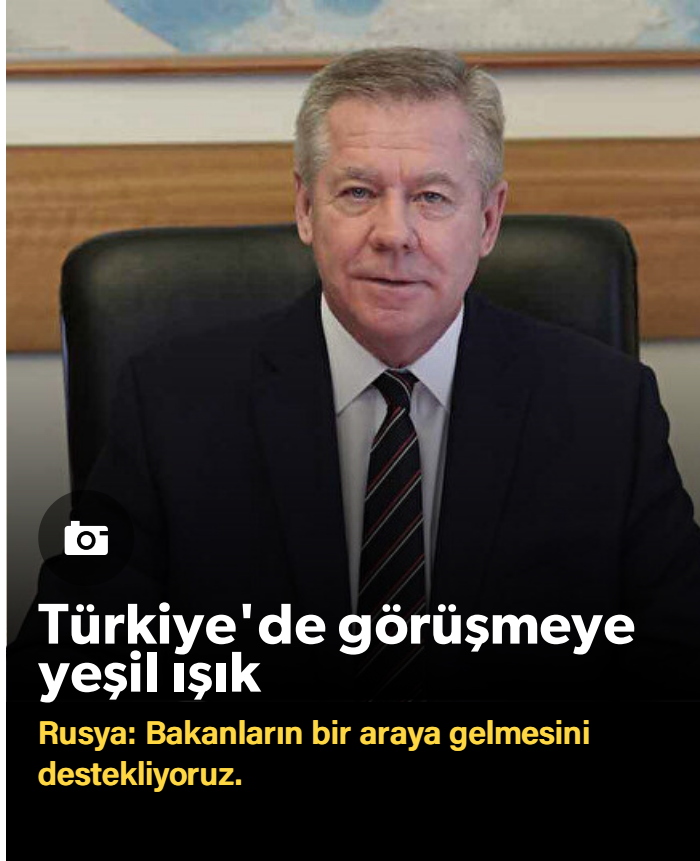 Türkiye'de görüşmeye
yeşil ışık
Rusya: Bakanların bir araya gelmesini
destekliyoruz.